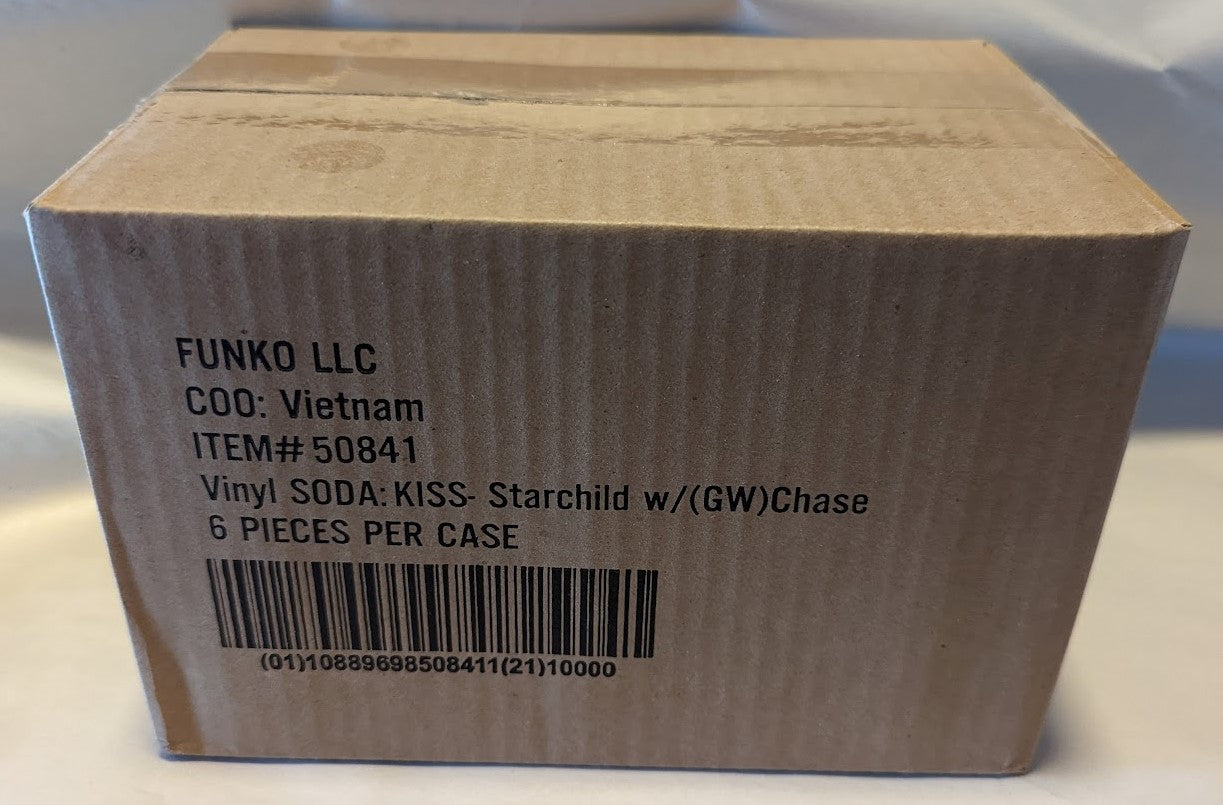 FUNKO LLC
COO: Vietnam
ITEM# 50841
Vinyl SODA: KISS- Starchild w/(GW)Chase
6 PIECES PER CASE
(01)10889698508411(21)10000